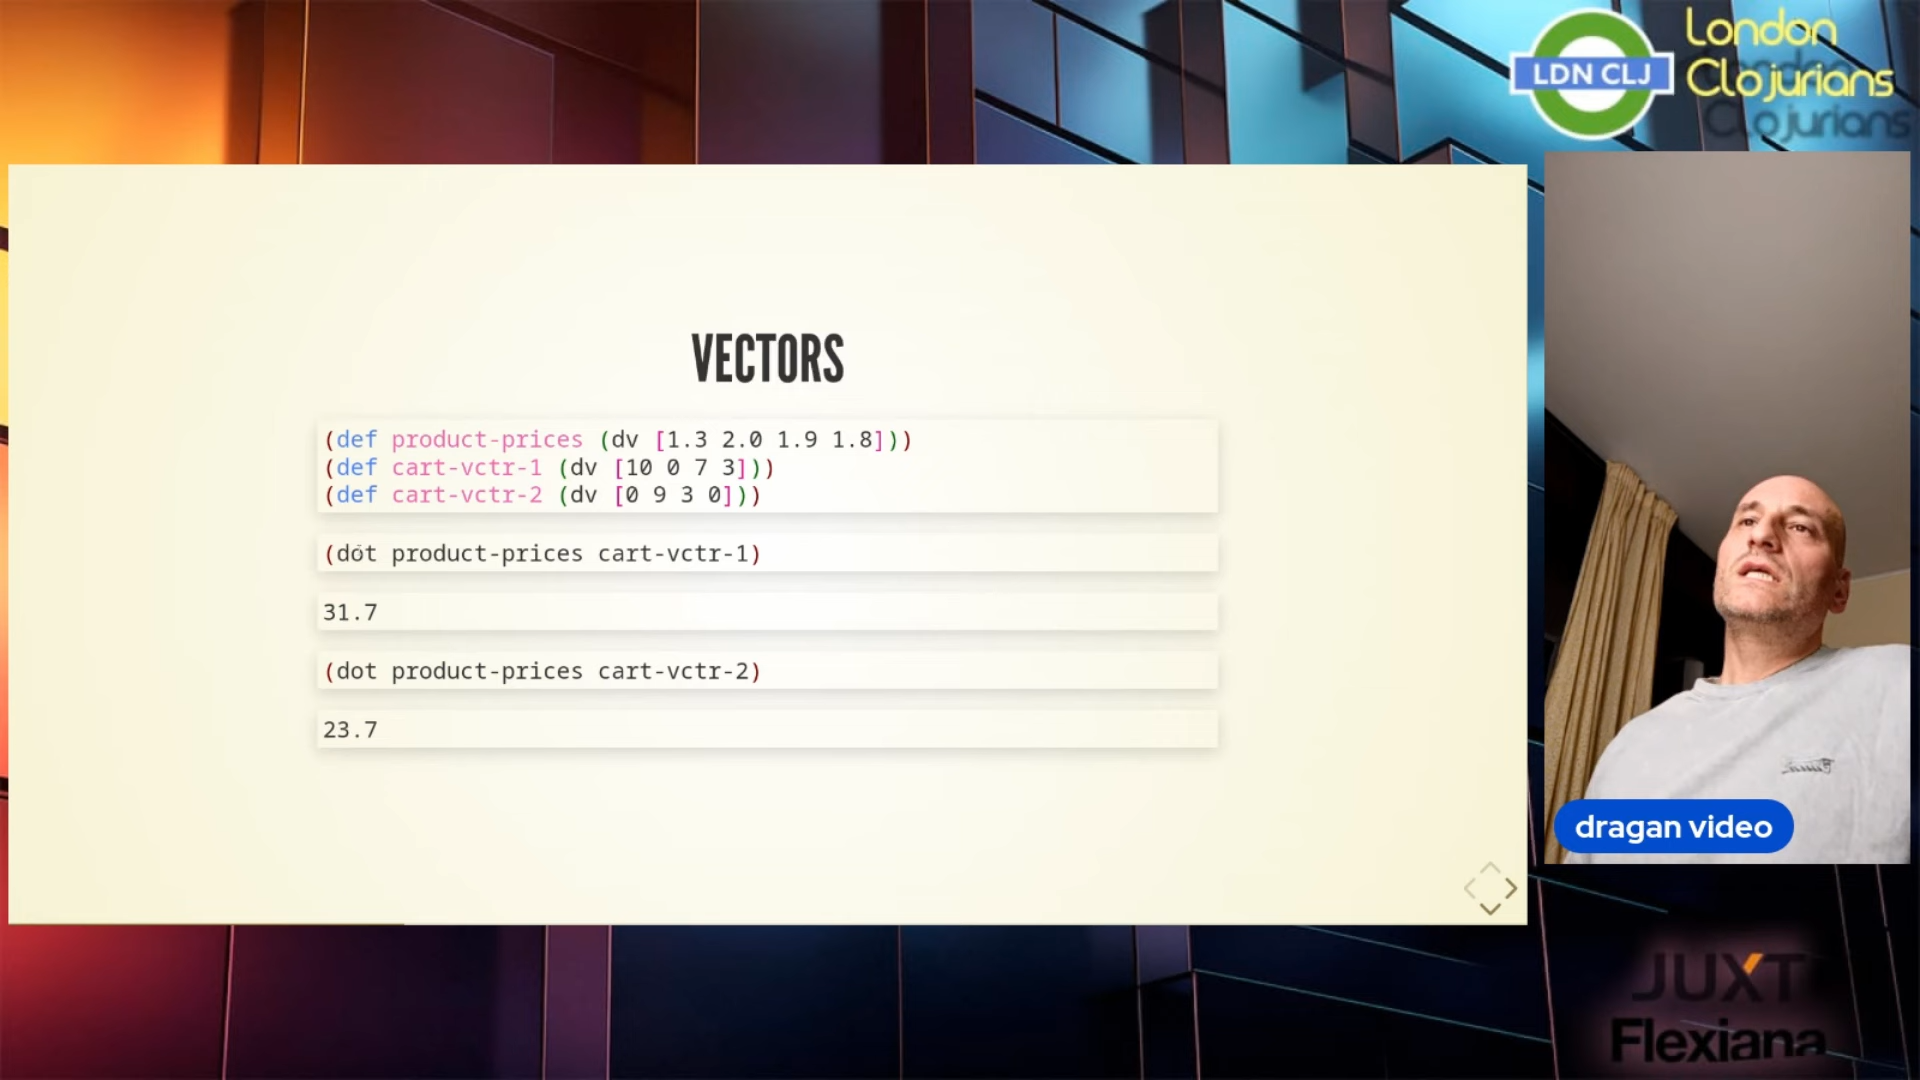 London
Clojurians
LDN CLJ
VECTORS
(def product-prices (dv [1.3 2.0 1.9 1.8]))
(def cart-vctr-1 (dv [10 0 7 3]))
(def cart-vctr-2 (dv [0 9 3 0]))
(dot product-prices cart-vctr-1)
31.7
(dot product-prices cart-vctr-2)
23.7
dragan video
JUXT
Flexiana